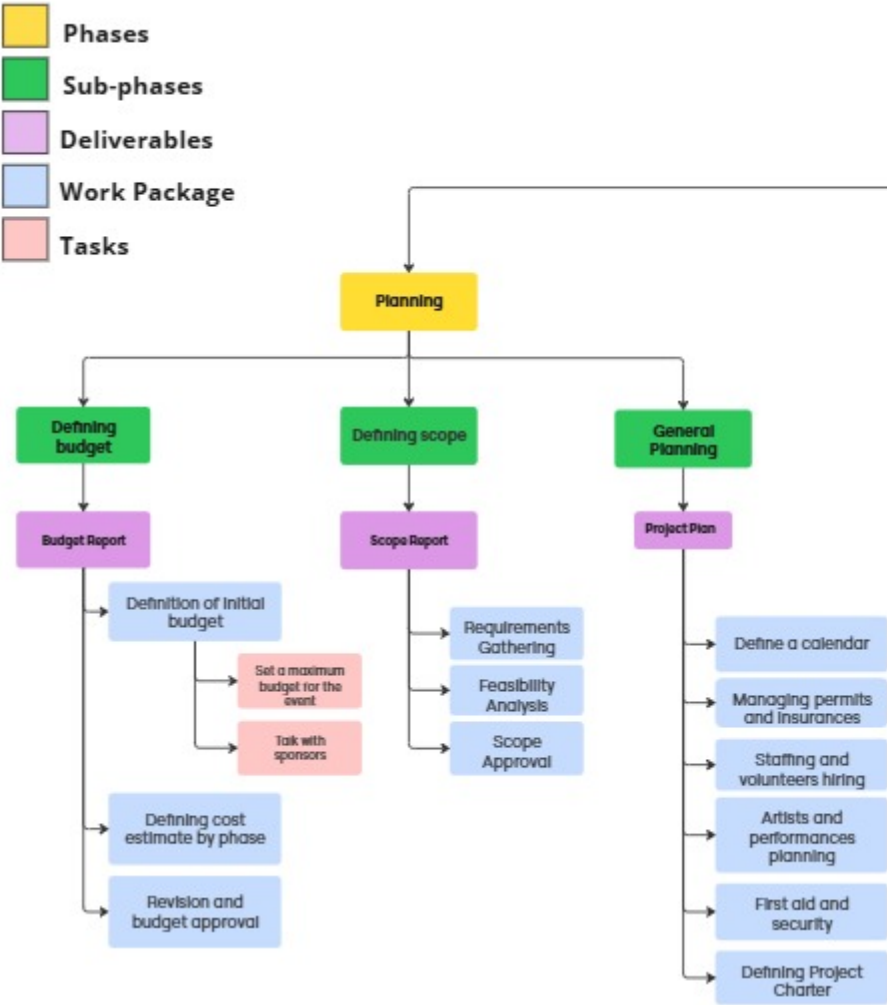 Phases
Sub-phases
Deliverables
Work Package
Tasks
Planning
Defining
budget
Defining scope
General
Planning
Budget Report
Scope Report
Project Plan
Definition of initial
budget
Set a maximum
budget for the
event
Talk with
sponsors
Defining cost
estimate by phase
Revision and
budget approval
Requirements
Gathering
Feasibility
Analysis
Scope
Approval
Define a calendar
Managing permits
and insurances
Staffing and
volunteers hiring
Artists and
performances
planning
First aid and
security
Defining Project
Charter